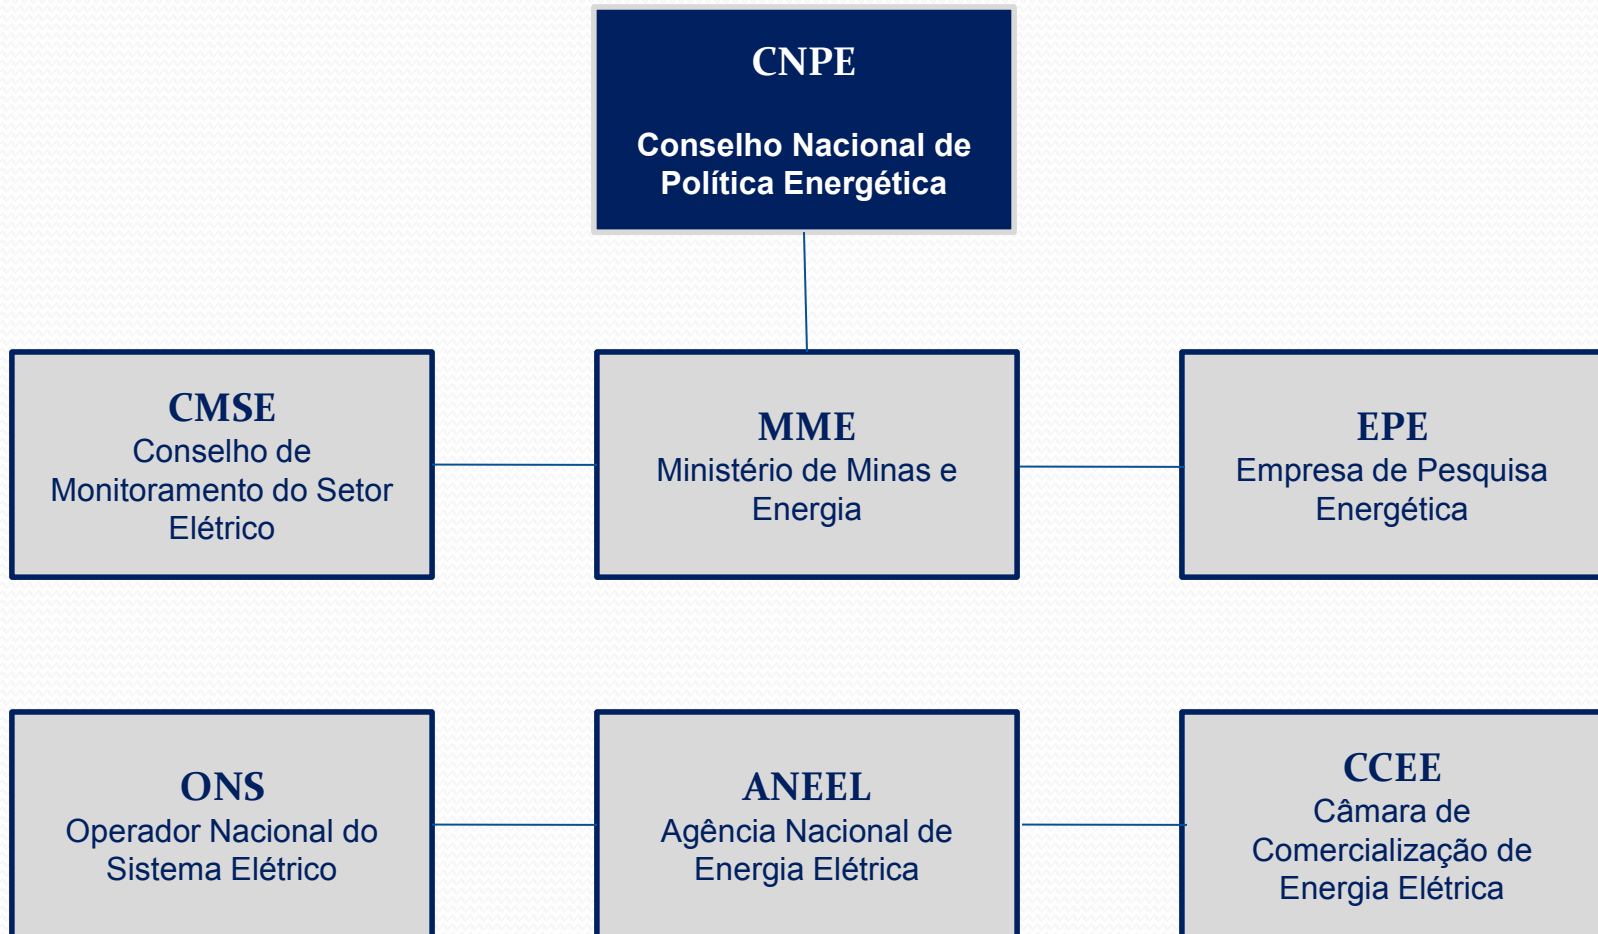 CNPE
Conselho Nacional de
Política Energética
CMSE
Conselho de
Monitoramento do Setor
Elétrico
MME
Ministério de Minas e
Energia
EPE
Empresa de Pesquisa
Energética
ONS
Operador Nacional do
Sistema Elétrico
ANEEL
Agência Nacional de
Energia Elétrica
CCEE
Câmara de
Comercialização de
Energia Elétrica